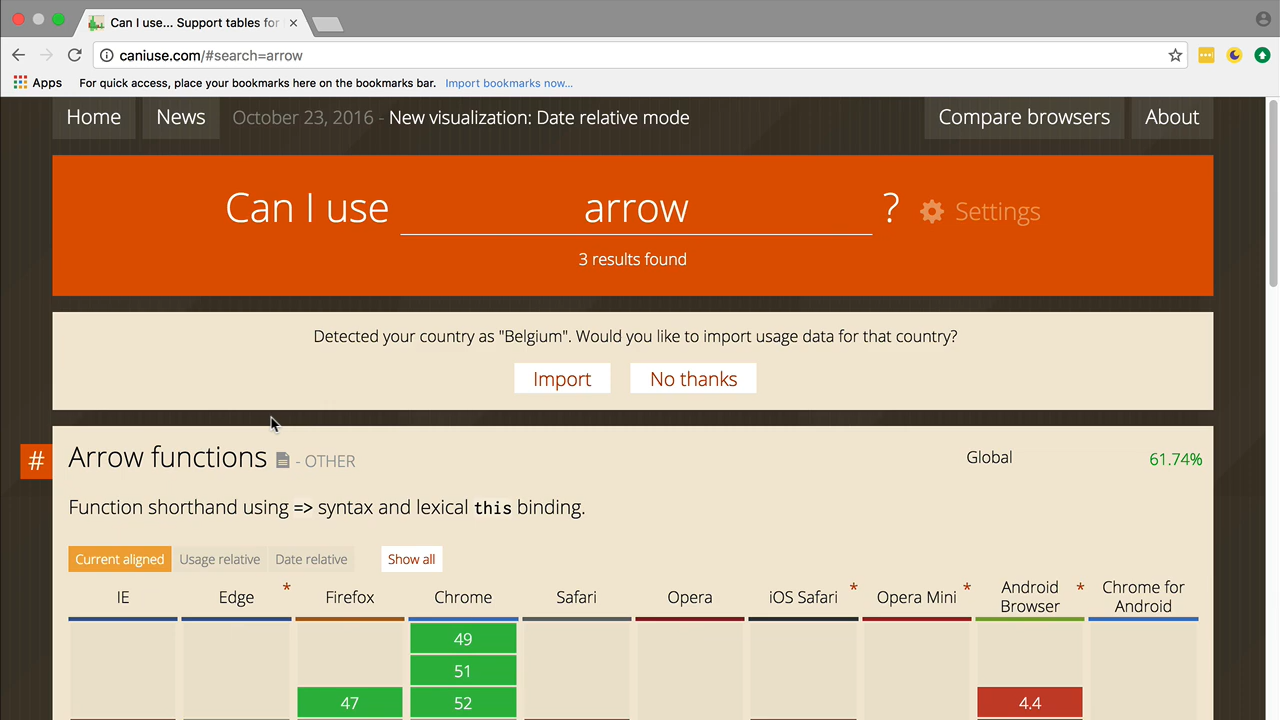 Can I use... Support tables for
caniuse.com/#search=arrow
Apps For quick access, place your bookmarks here on the bookmarks bar. Import bookmarks now...
Home News October 23, 2016 - New visualization: Date relative mode Compare browsers About
Can I use arrow ? Settings
3 results found
Detected your country as "Belgium". Would you like to import usage data for that country?
Import No thanks
# Arrow functions - OTHER Global 61.74%
Function shorthand using => syntax and lexical this binding.
Current aligned Usage relative Date relative Show all
IE Edge * Firefox Chrome Safari Opera iOS Safari * Opera Mini * Android Browser * Chrome for Android
49
51
47 52 4.4